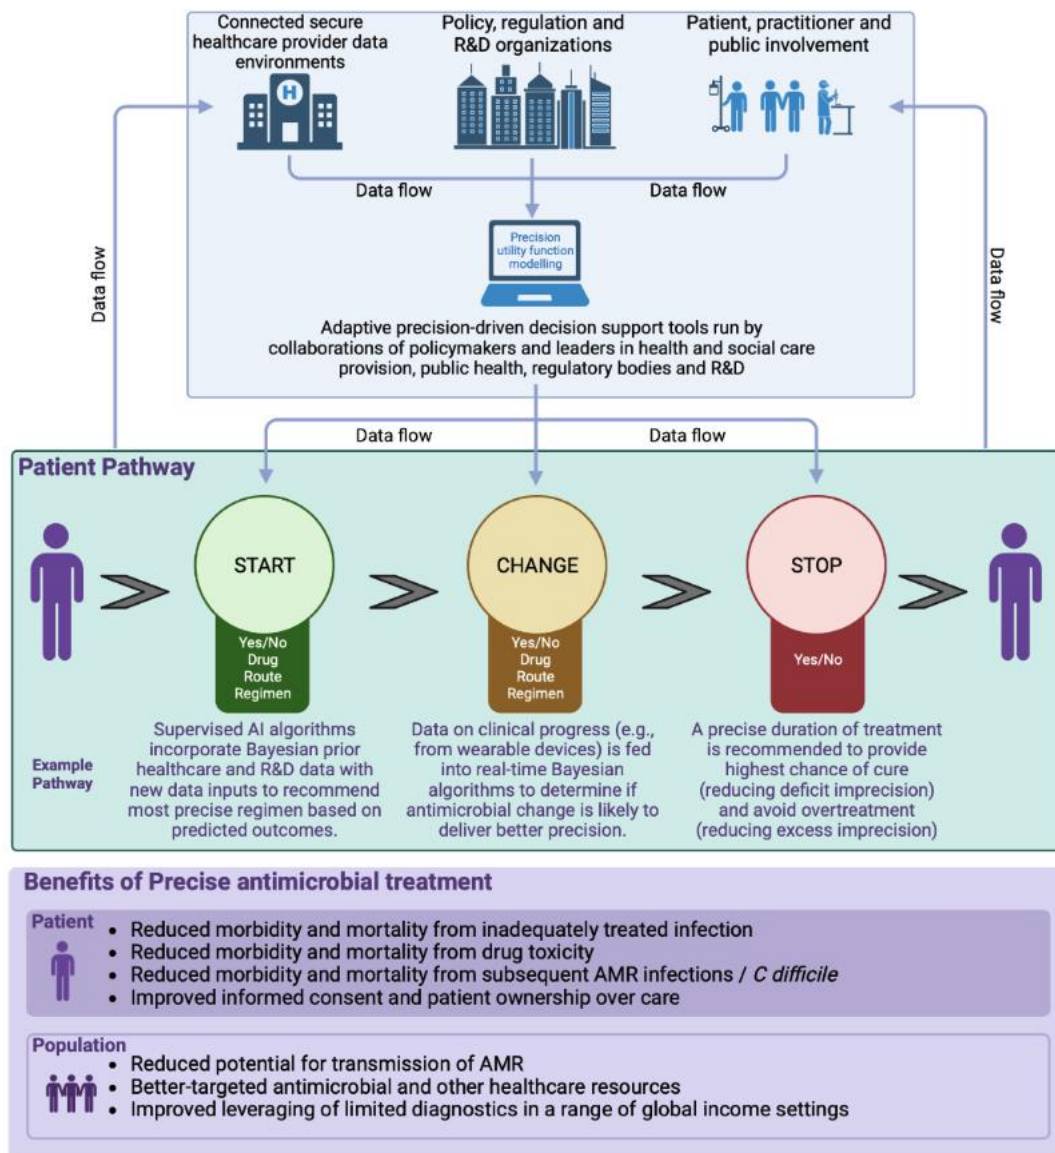 Connected secure
healthcare provider data
environments
Policy, regulation and
R&D organizations
Patient, practitioner and
public involvement
H
Data flow
Data flow
Precision
utility function
modelling
Data flow
Data flow
Adaptive precision-driven decision support tools run by
collaborations of policymakers and leaders in health and social care
provision, public health, regulatory bodies and R&D
Data flow
Data flow
Patient Pathway
START
CHANGE
STOP
Yes/No
Drug
Route
Regimen
Yes/No
Drug
Route
Regimen
Yes/No
Example
Pathway
Supervised AI algorithms
incorporate Bayesian prior
healthcare and R&D data with
new data inputs to recommend
most precise regimen based on
predicted outcomes.
Data on clinical progress (e.g.,
from wearable devices) is fed
into real-time Bayesian
algorithms to determine if
antimicrobial change is likely to
deliver better precision.
A precise duration of treatment
is recommended to provide
highest chance of cure
(reducing deficit imprecision)
and avoid overtreatment
(reducing excess imprecision)
Benefits of Precise antimicrobial treatment
Patient
• Reduced morbidity and mortality from inadequately treated infection
• Reduced morbidity and mortality from drug toxicity
• Reduced morbidity and mortality from subsequent AMR infections / C difficile
• Improved informed consent and patient ownership over care
Population
• Reduced potential for transmission of AMR
• Better-targeted antimicrobial and other healthcare resources
• Improved leveraging of limited diagnostics in a range of global income settings